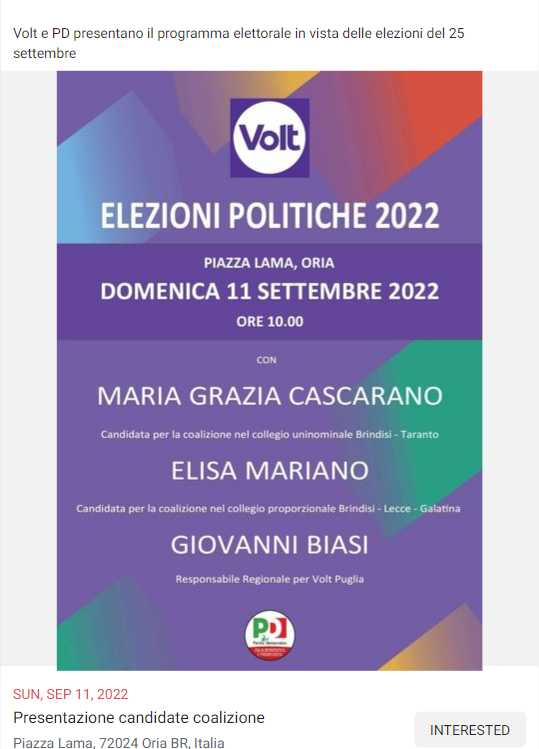 Volt e PD presentano il programma elettorale in vista delle elezioni del 25
settembre
Volt
ELEZIONI POLITICHE 2022
PIAZZA LAMA, ORIA
DOMENICA 11 SETTEMBRE 2022
ORE 10.00
CON
MARIA GRAZIA CASCARANO
Candidata per la coalizione nel collegio uninominale Brindisi - Taranto
ELISA MARIANO
Candidata per la coalizione nel collegio proporzionale Brindisi - Lecce - Galatina
GIOVANNI BIASI
Responsabile Regionale per Volt Puglia
PD
Partito Democratico
ITALIA DEMOCRATICA
E PROGRESSISTA
SUN, SEP 11, 2022
Presentazione candidate coalizione
INTERESTED
Piazza Lama, 72024 Oria BR, Italia